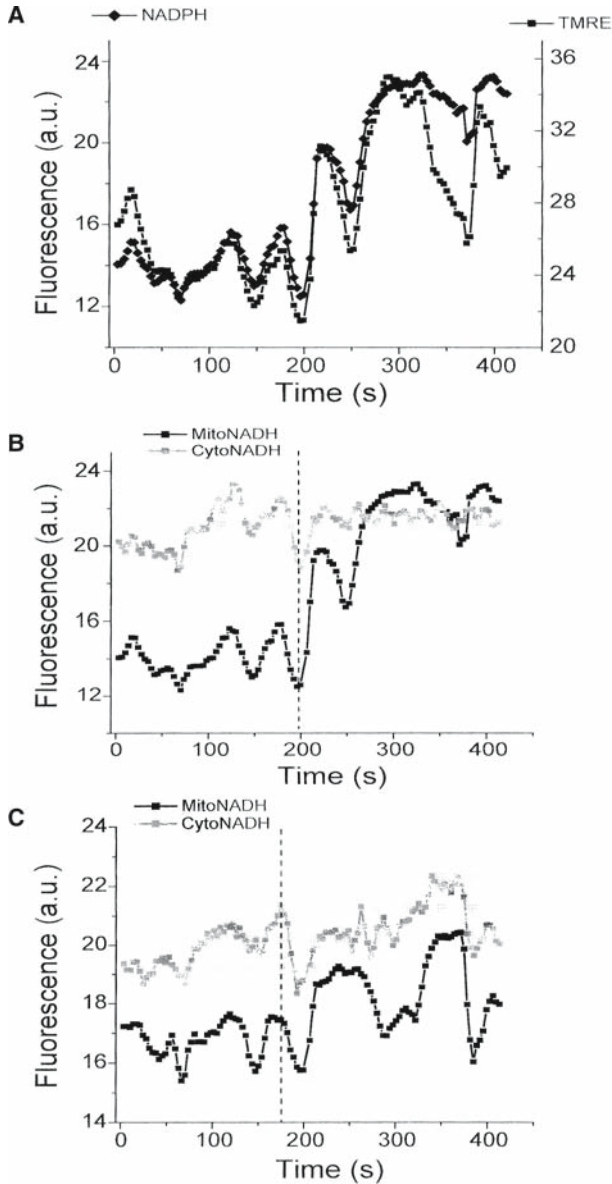 A
NADPH
TMRE
Fluorescence (a.u.)
24
20
16
12
36
32
28
24
20
0 100 200 300 400
Time (s)
B
MitoNADH
CytoNADH
Fluorescence (a.u.)
24
20
16
12
0 100 200 300 400
Time (s)
C
MitoNADH
CytoNADH
Fluorescence (a.u.)
24
22
20
18
16
14
0 100 200 300 400
Time (s)